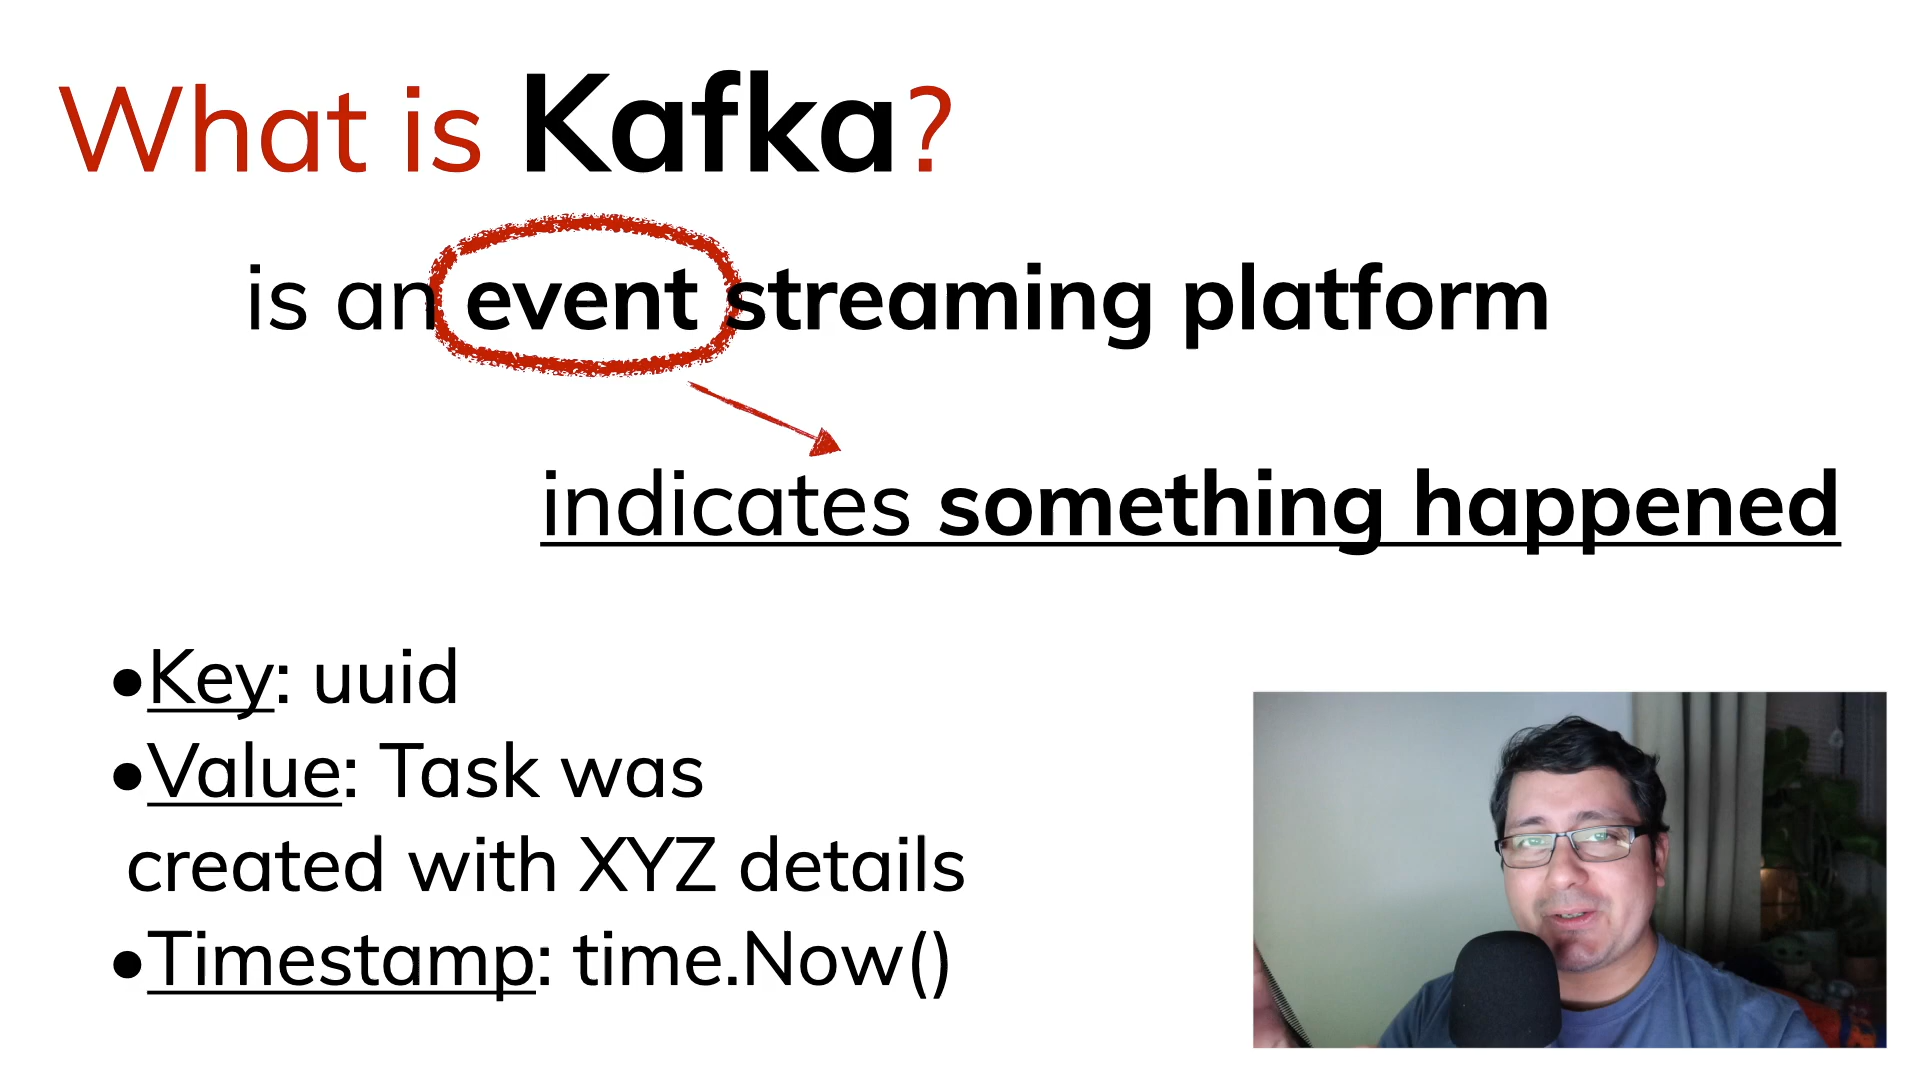 What is Kafka?
is an event streaming platform
indicates something happened
•Key: uuid
•Value: Task was
created with XYZ details
•Timestamp: time.Now()